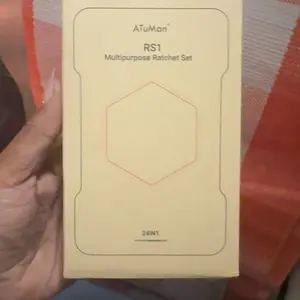 ATuMan
RS1
Multipurpose Ratchet Set
24IN1